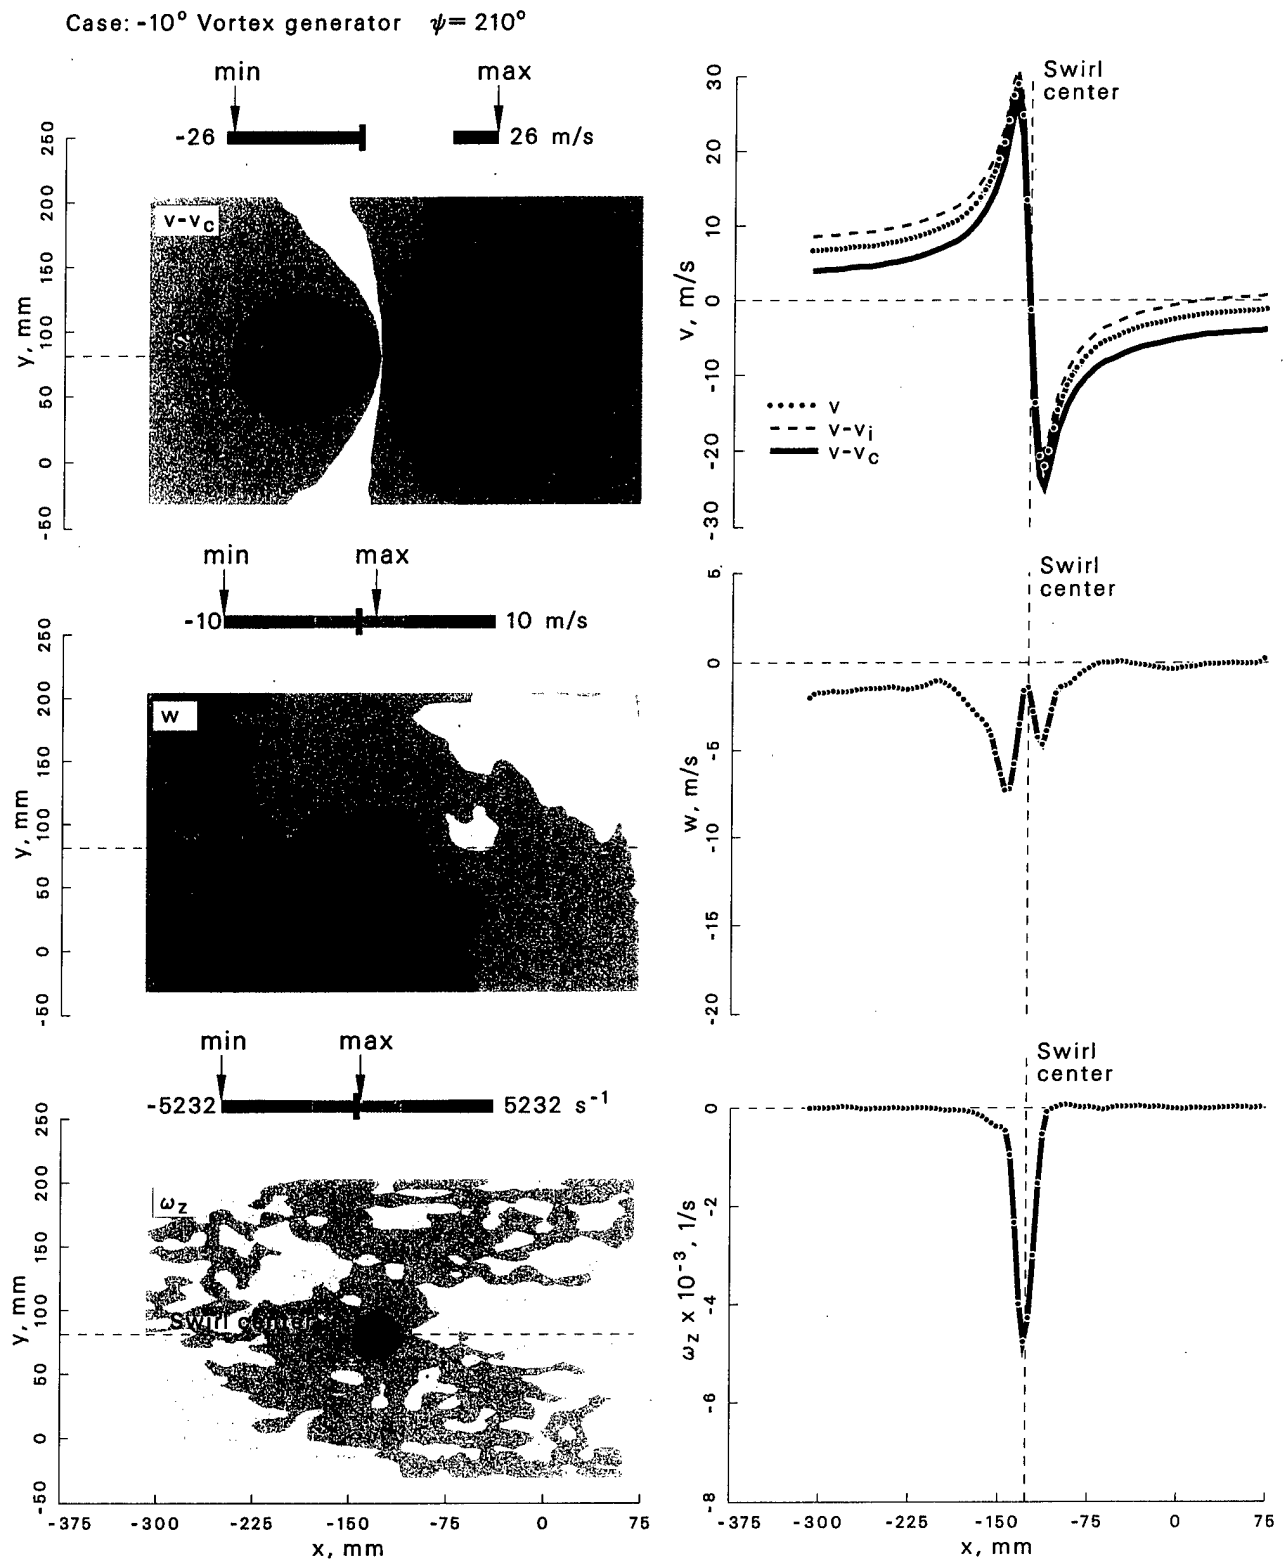 Case: -10° Vortex generator ψ= 210°
min max
-26 26 m/s
250
200
150
100
50
0
-50
y, mm
v-vc
min max
-10 10 m/s
250
200
150
100
50
0
-50
y, mm
w
min max
-5232 5232 s-1
250
200
150
100
50
0
-50
y, mm
ωz
Swirl center
-375 -300 -225 -150 -75 0 75
x, mm
Swirl
center
30
20
10
0
-10
-20
-30
v, m/s
v
v-vi
v-vc
Swirl
center
5
0
-5
-10
-15
-20
w, m/s
Swirl
center
0
-2
-4
-6
-8
ωz x 10-3, 1/s
-375 -300 -225 -150 -75 0 75
x, mm